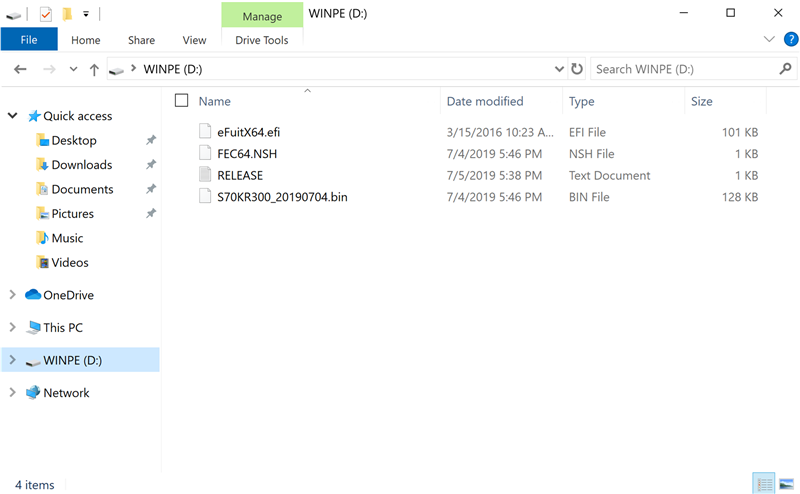 Manage
WINPE (D:)
File
Home
Share
View
Drive Tools
WINPE (D:)
Search WINPE (D:)
Quick access
Desktop
Downloads
Documents
Pictures
Music
Videos
OneDrive
This PC
WINPE (D:)
Network
Name Date modified Type Size
eFuitX64.efi 3/15/2016 10:23 A... EFI File 101 KB
FEC64.NSH 7/4/2019 5:46 PM NSH File 1 KB
RELEASE 7/5/2019 5:38 PM Text Document 1 KB
S70KR300_20190704.bin 7/4/2019 5:46 PM BIN File 128 KB
4 items